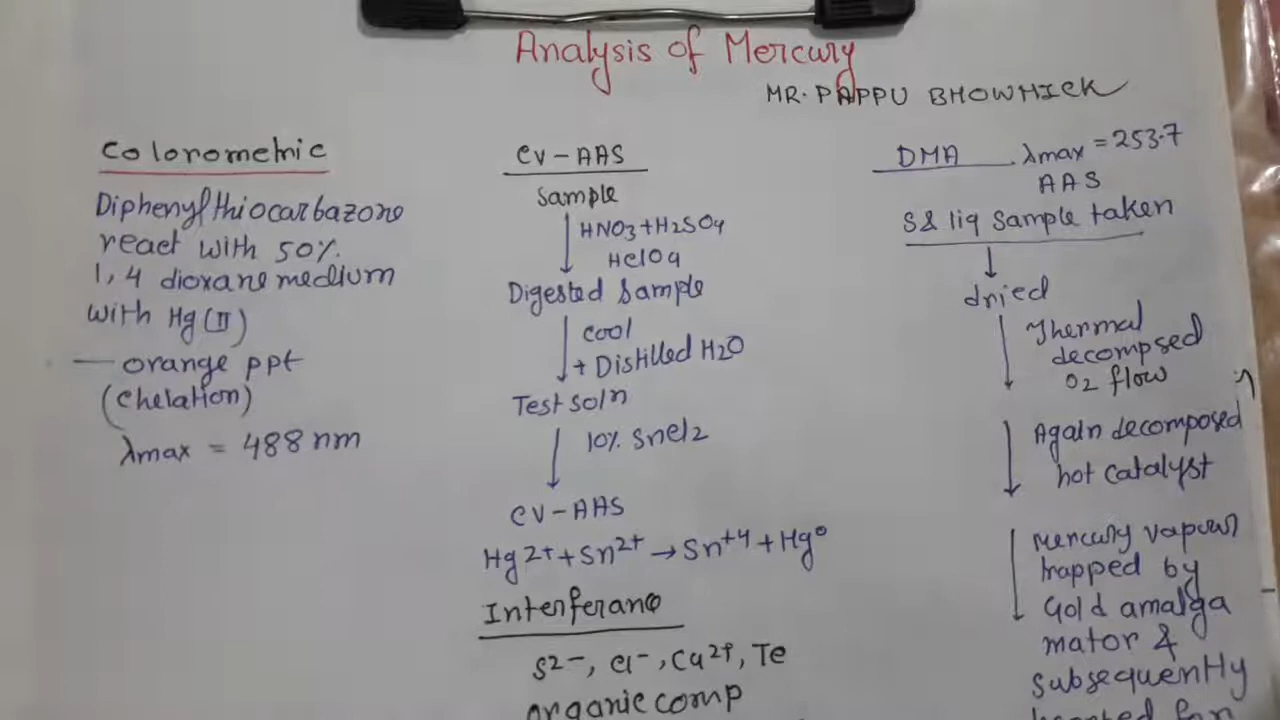 Analysis of Mercury
MR. PAPPU BHOWMICK
Colorometric
Diphenylthiocarbazone
react with 50%.
1,4 dioxane medium
with Hg(II)
— orange ppt
(Chelation)
λmax = 488 nm
CV-AAS
Sample
HNO3+H2SO4
HClO4
Digested Sample
Cool
+ Distilled H2O
Test soln
10% SnCl2
CV-AAS
Hg2+ + Sn2+ → Sn+4 + Hg0
Interferanc
S2-, Cl-, Cu2+, Te
organic comp
DMA λmax = 253.7
AAS
S & liq sample taken
dried
Thermal
decompsed
O2 flow
Again decomposed
hot catalyst
Mercury vapour
trapped by
Gold amalga
mator &
subsequently